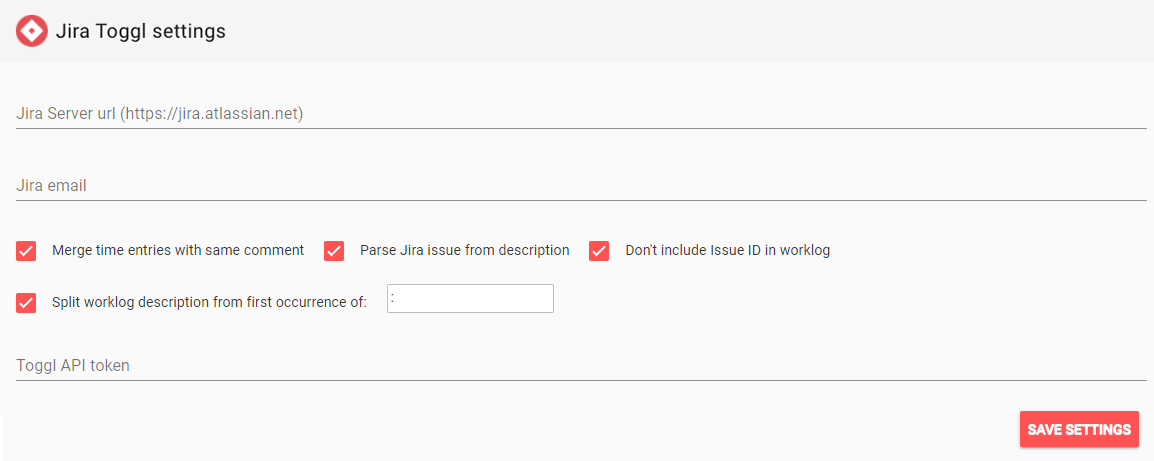 Jira Toggl settings
Jira Server url (https://jira.atlassian.net)
Jira email
Merge time entries with same comment Parse Jira issue from description Don't include Issue ID in worklog
Split worklog description from first occurrence of: :
Toggl API token
SAVE SETTINGS